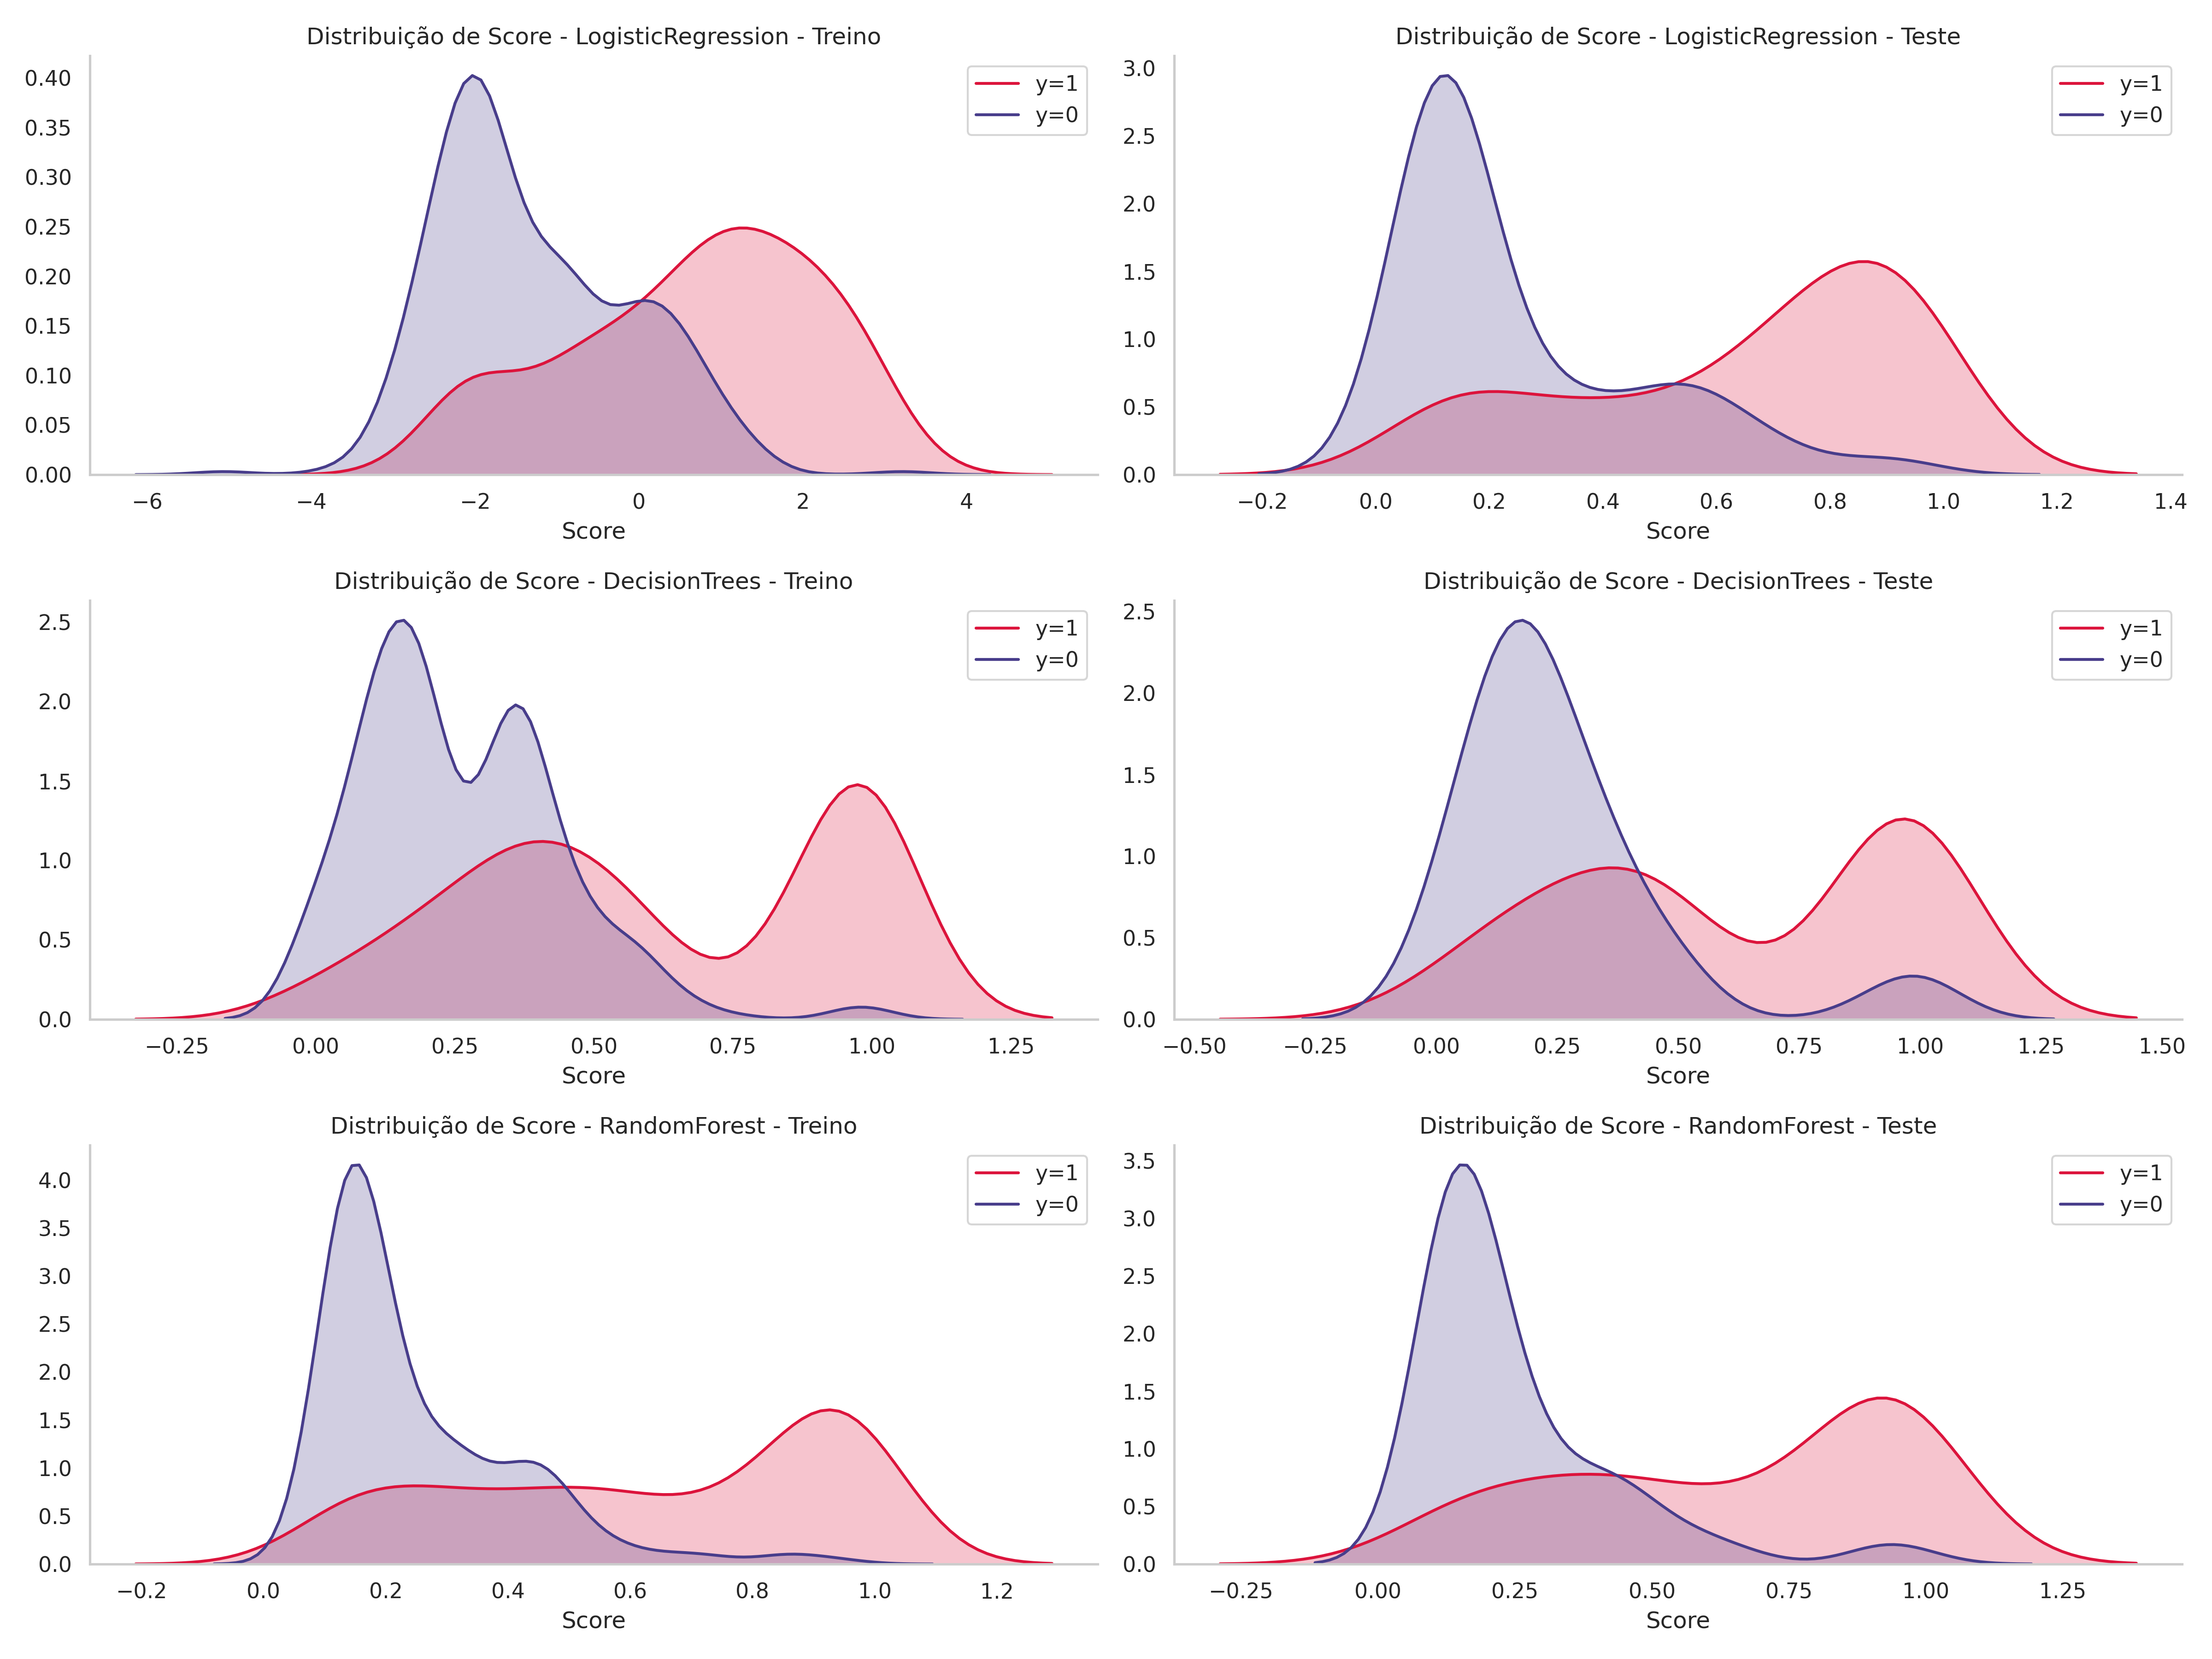 Distribuição de Score - LogisticRegression - Treino
y=1
y=0
0.40
0.35
0.30
0.25
0.20
0.15
0.10
0.05
0.00
−6 −4 −2 0 2 4
Score
Distribuição de Score - LogisticRegression - Teste
y=1
y=0
3.0
2.5
2.0
1.5
1.0
0.5
0.0
−0.2 0.0 0.2 0.4 0.6 0.8 1.0 1.2 1.4
Score
Distribuição de Score - DecisionTrees - Treino
y=1
y=0
2.5
2.0
1.5
1.0
0.5
0.0
−0.25 0.00 0.25 0.50 0.75 1.00 1.25
Score
Distribuição de Score - DecisionTrees - Teste
y=1
y=0
2.5
2.0
1.5
1.0
0.5
0.0
−0.50 −0.25 0.00 0.25 0.50 0.75 1.00 1.25 1.50
Score
Distribuição de Score - RandomForest - Treino
y=1
y=0
4.0
3.5
3.0
2.5
2.0
1.5
1.0
0.5
0.0
−0.2 0.0 0.2 0.4 0.6 0.8 1.0 1.2
Score
Distribuição de Score - RandomForest - Teste
y=1
y=0
3.5
3.0
2.5
2.0
1.5
1.0
0.5
0.0
−0.25 0.00 0.25 0.50 0.75 1.00 1.25
Score